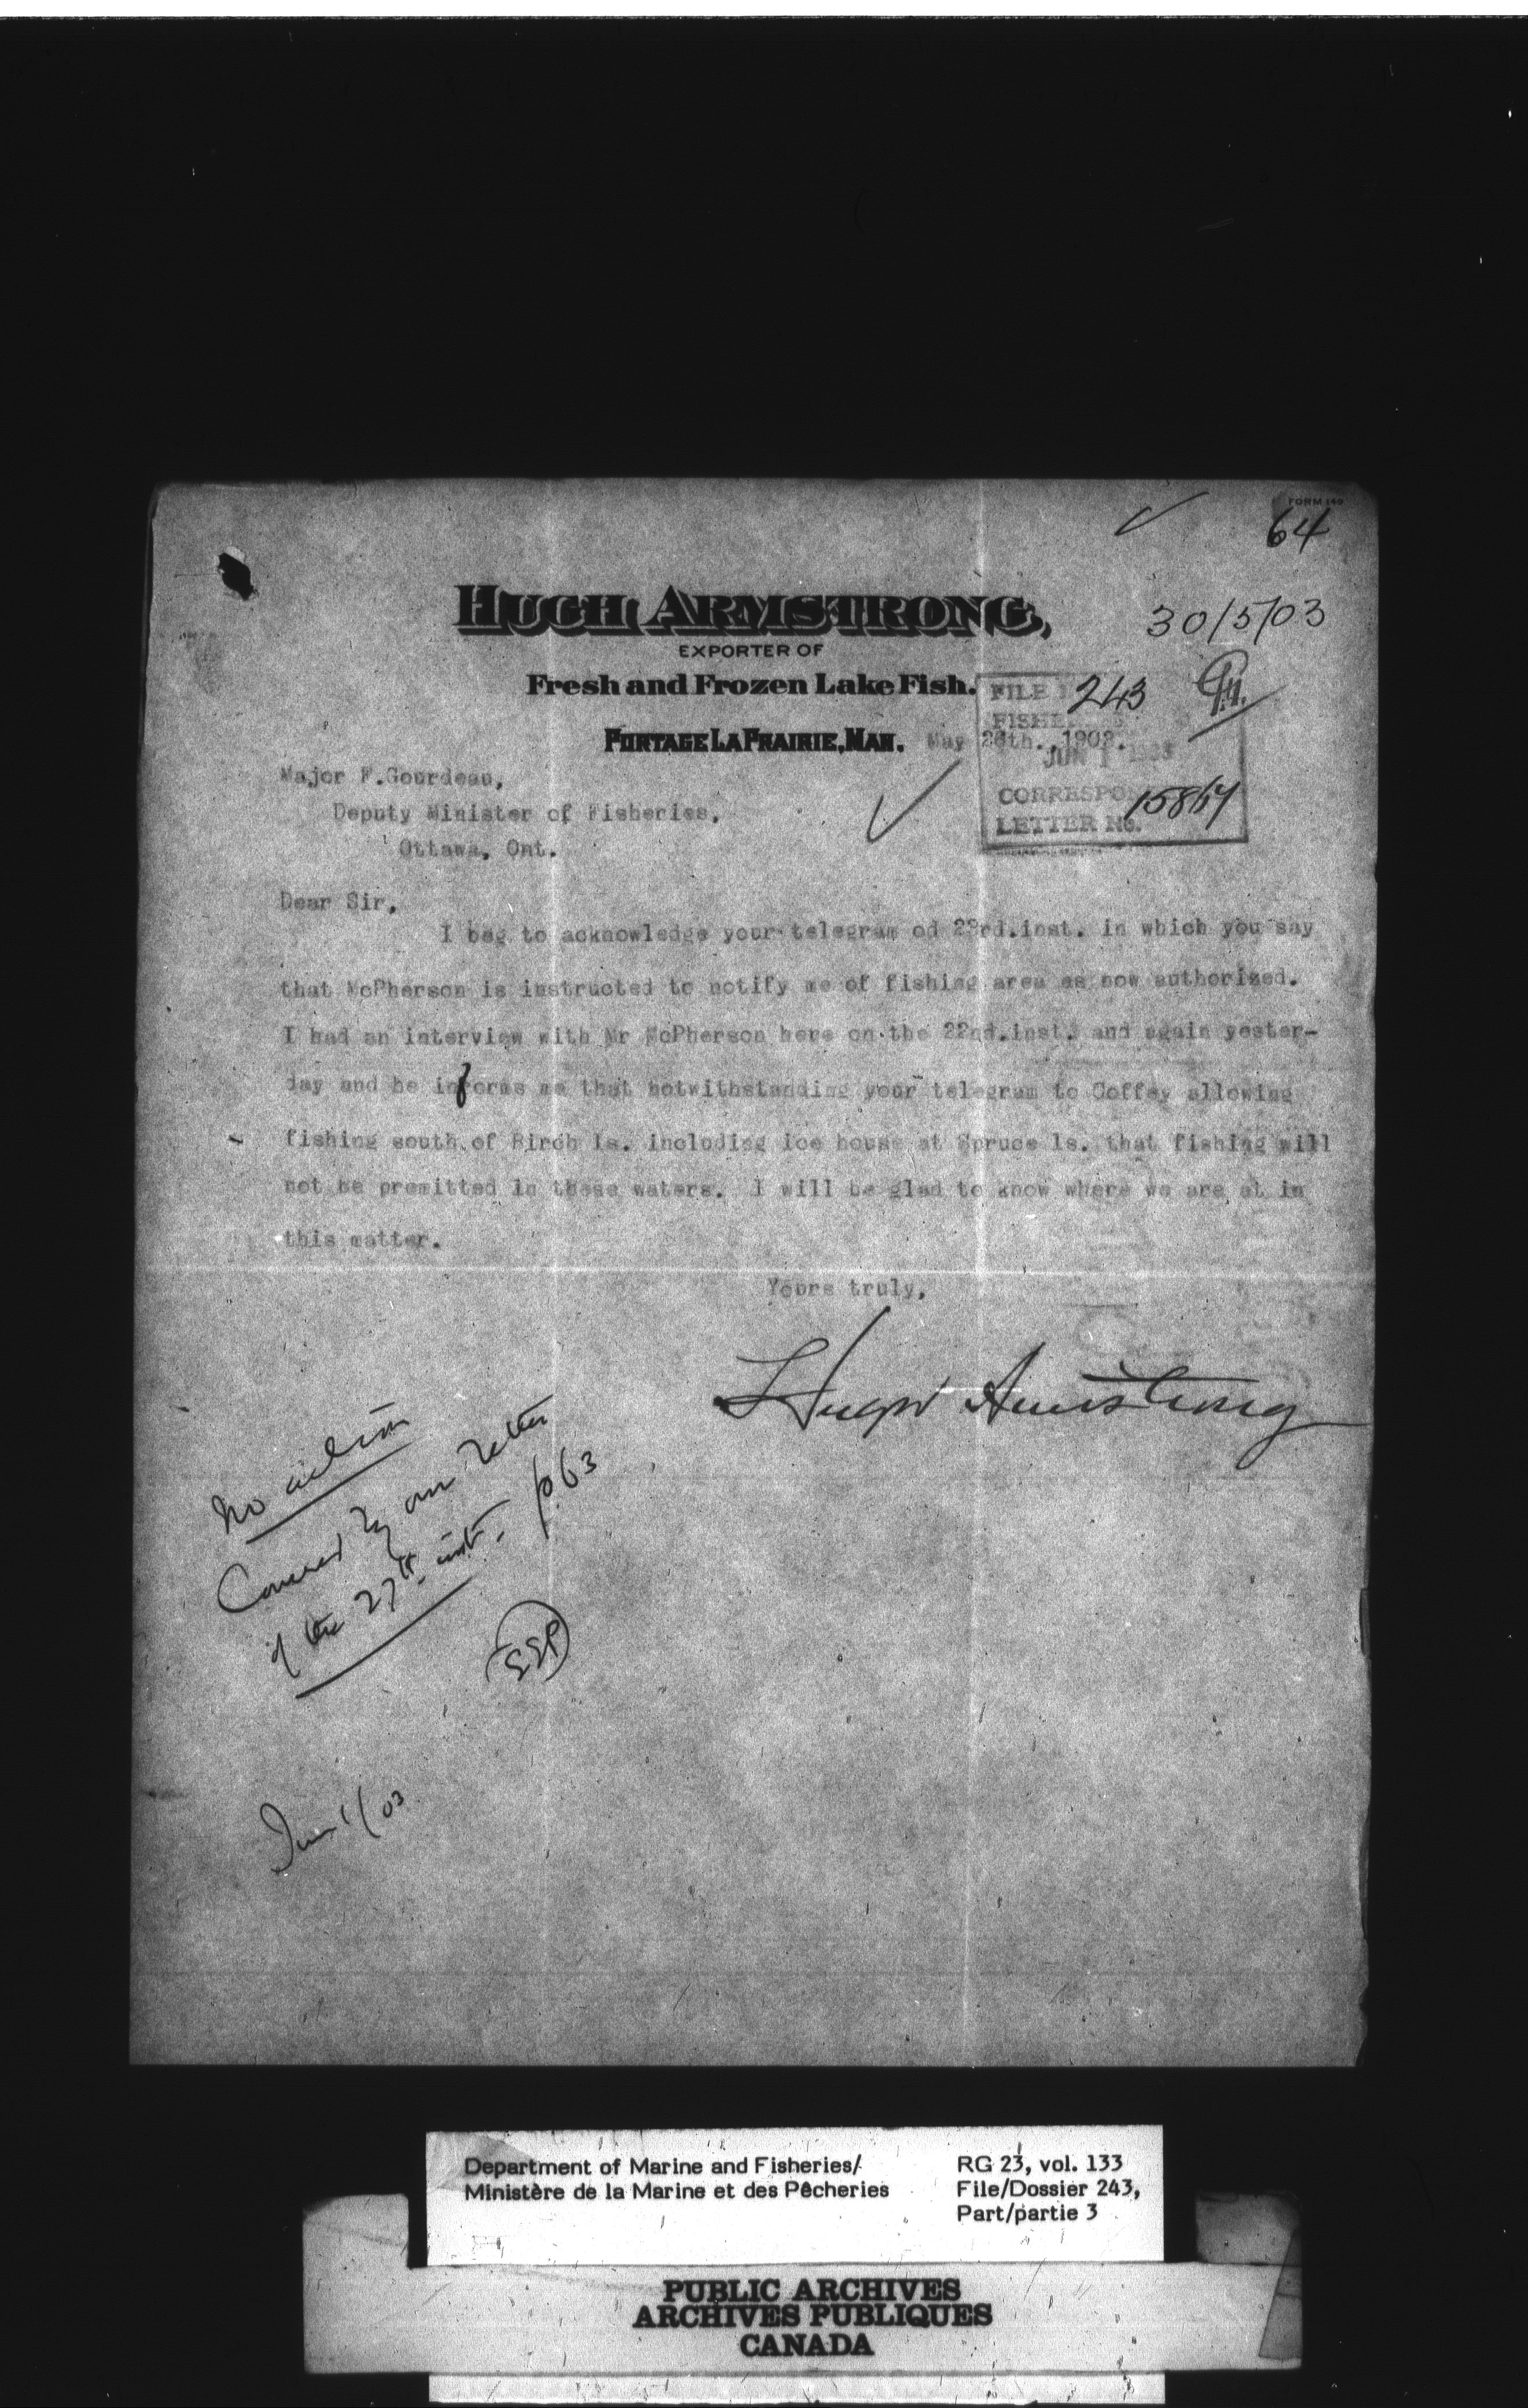 FORM 140
64
HUGH ARMSTRONG,
30/5/03
EXPORTER OF
Fresh and Frozen Lake Fish.
FILE 243
FISHE
PORTAGE LA PRAIRIE, MAN. May 26th. 1903.
JUN 1 1903
Major F.Gourdeau,
Deputy Minister of Fisheries,
CORRESPO
LETTER No.
Ottawa, Ont.
Dear Sir,
I beg to acknowledge your telegram od 23rd.inst. in which you say
that McPherson is instructed to notify me of fishing area as now authorized.
I had an interview with Mr McPherson here on the 22nd.inst. and again yester-
day and he informs me that notwithstanding your telegram to Coffey allowing
fishing south of Birch Is. including ice house at Spruce Is. that fishing will
not be premitted in these waters. I will be glad to know where we are at in
this matter.
Yours truly,
Hugh Armstrong
No action
Covered by our letter
of the 27th inst. p 63
June 1/03
Department of Marine and Fisheries/
Ministère de la Marine et des Pêcheries
RG 23, vol. 133
File/Dossier 243,
Part/partie 3
PUBLIC ARCHIVES
ARCHIVES PUBLIQUES
CANADA